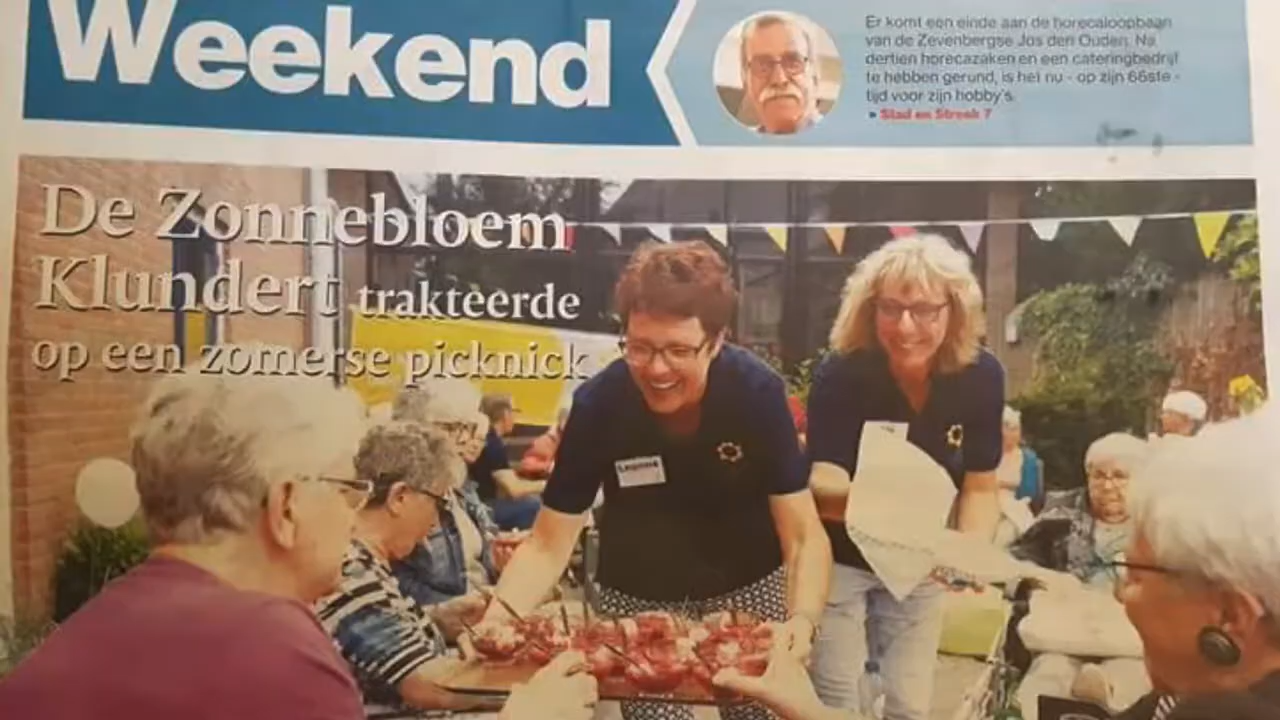 Weekend
Er komt een einde aan de horecaloopbaan
van de Zevenbergse Jos den Ouden. Na
dertien horecazaken en een cateringbedrijf
te hebben gerund, is het nu - op zijn 66ste -
tijd voor zijn hobby's.
» Stad en Streek 7
De Zonnebloem
Klundert trakteerde
op een zomerse picknick